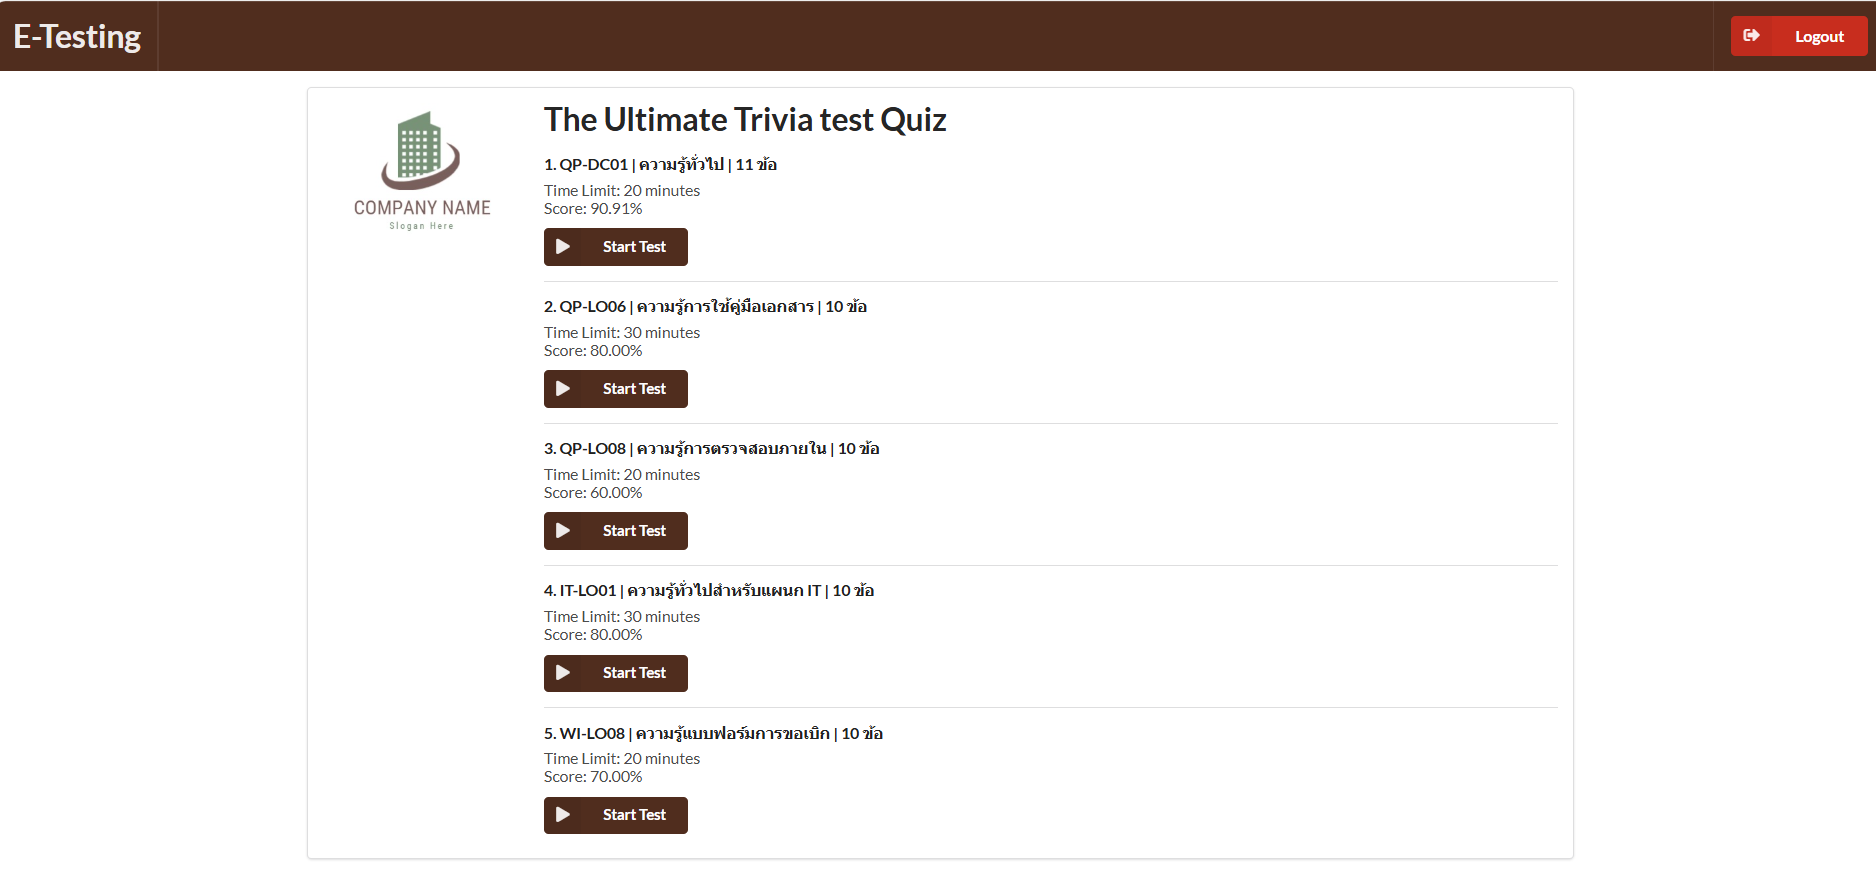 E-Testing
Logout
COMPANY NAME
Slogan Here
The Ultimate Trivia test Quiz
1. QP-DC01 | ความรู้ทั่วไป | 11 ข้อ
Time Limit: 20 minutes
Score: 90.91%
Start Test
2. QP-LO06 | ความรู้การใช้คู่มือเอกสาร | 10 ข้อ
Time Limit: 30 minutes
Score: 80.00%
Start Test
3. QP-LO08 | ความรู้การตรวจสอบภายใน | 10 ข้อ
Time Limit: 20 minutes
Score: 60.00%
Start Test
4. IT-LO01 | ความรู้ทั่วไปสำหรับแผนก IT | 10 ข้อ
Time Limit: 30 minutes
Score: 80.00%
Start Test
5. WI-LO08 | ความรู้แบบฟอร์มการขอเบิก | 10 ข้อ
Time Limit: 20 minutes
Score: 70.00%
Start Test